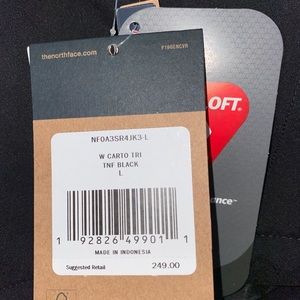 thenorthface.com
F19GENCVR
LOFT®
NF0A3SR4JK3-L
W CARTO TRI
TNF BLACK
L
1 92826 49901 1
MADE IN INDONESIA
Suggested Retail 249.00